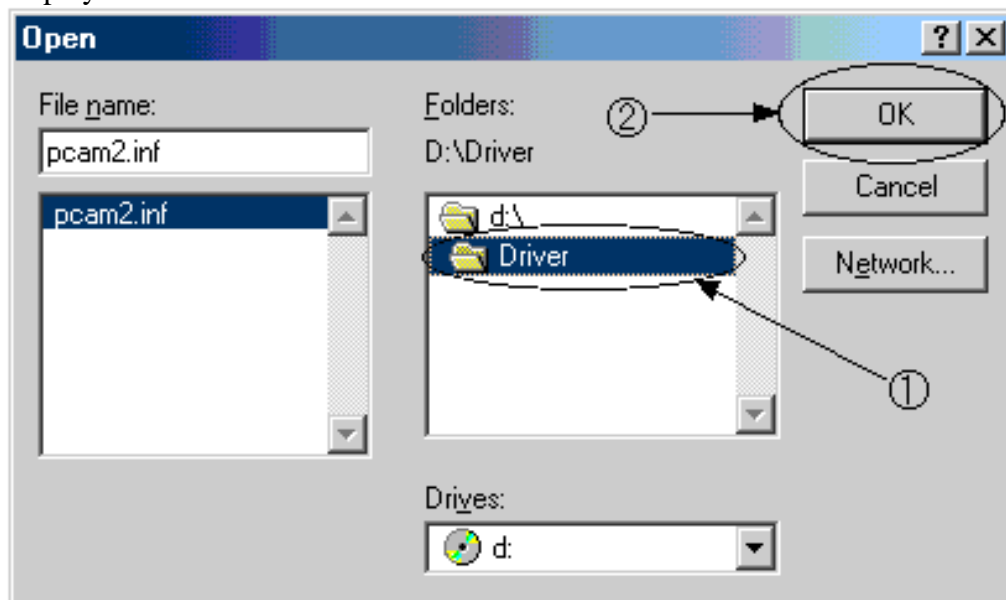 Open
File name:
pcam2.inf
pcam2.inf
Folders:
D:\Driver
d:\
Driver
Drives:
d:
②
OK
Cancel
Network...
①